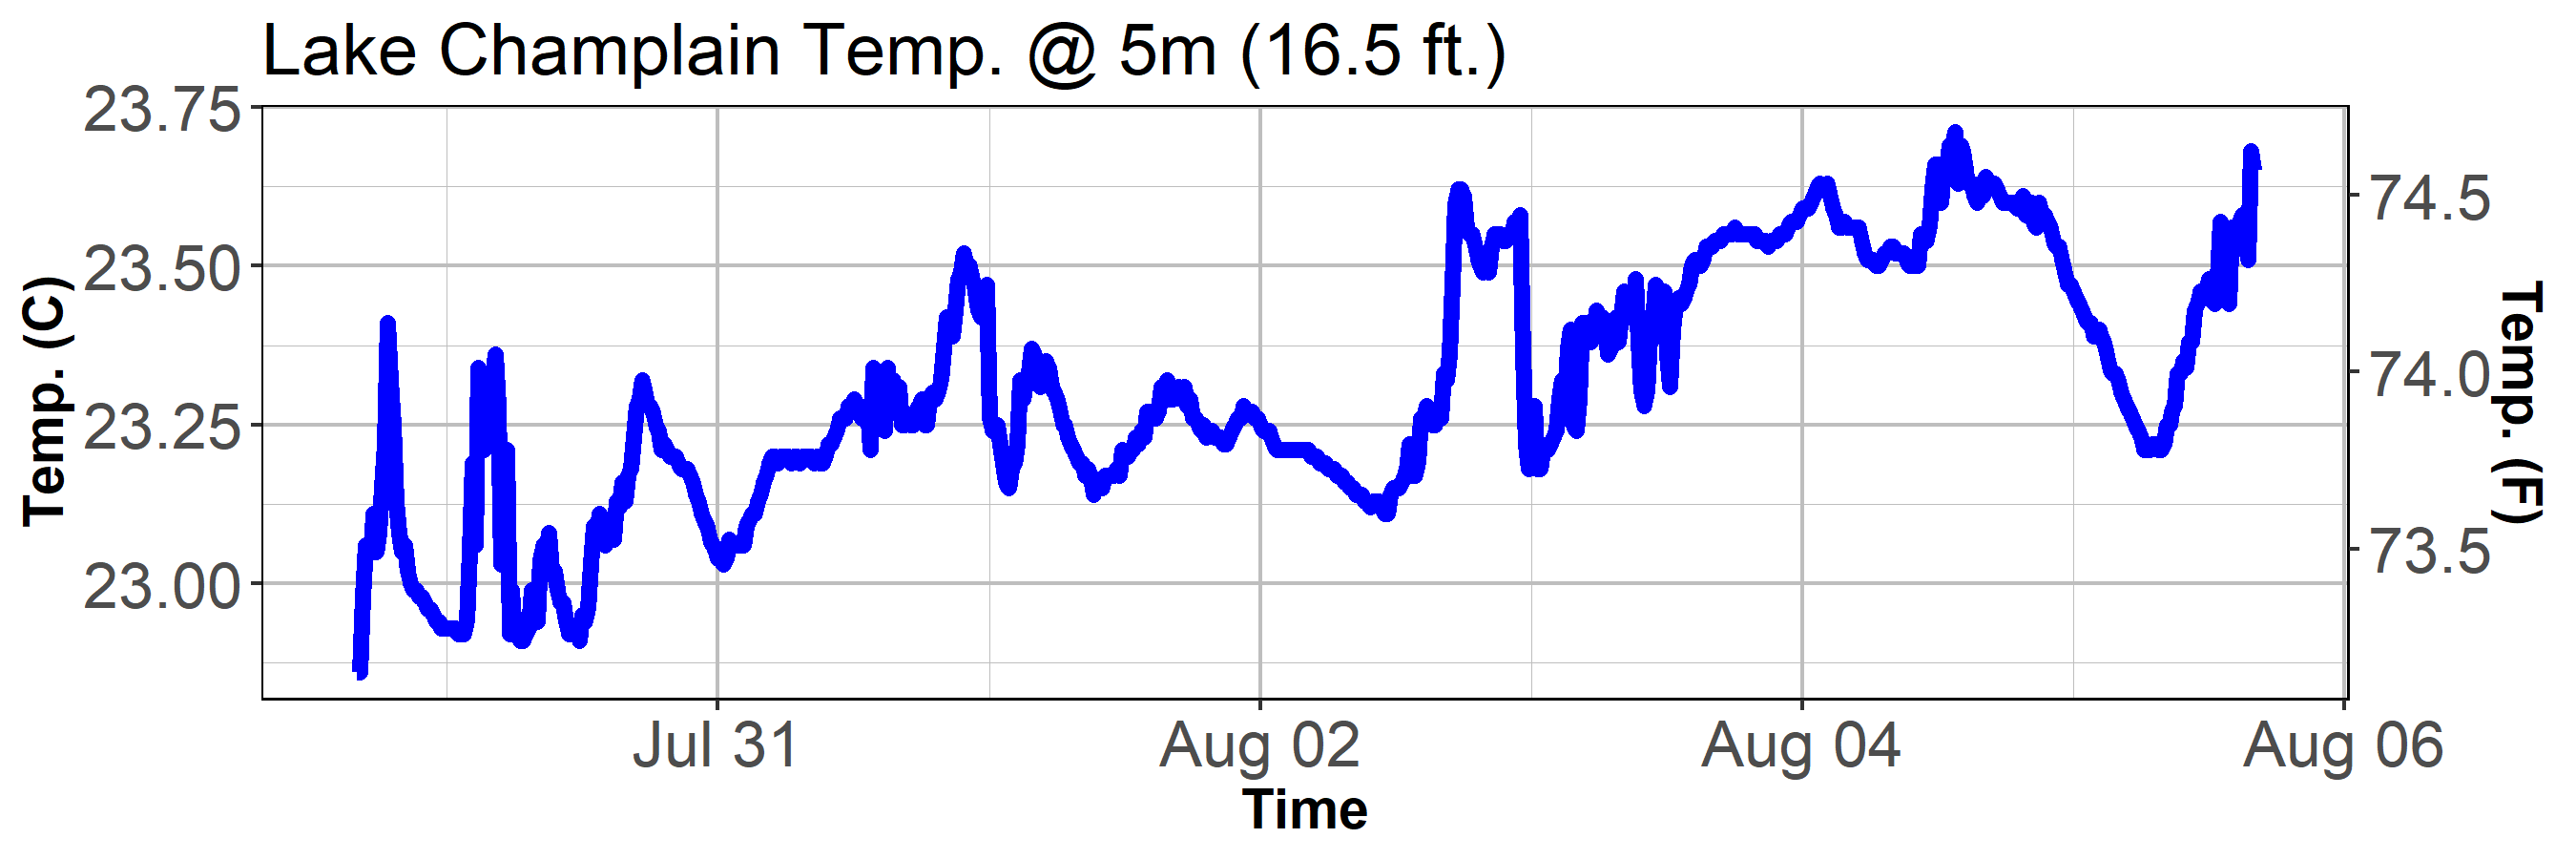 Lake Champlain Temp. @ 5m (16.5 ft.)
23.75
23.50
23.25
23.00
Temp. (C)
74.5
74.0
73.5
Temp. (F)
Jul 31
Aug 02
Aug 04
Aug 06
Time